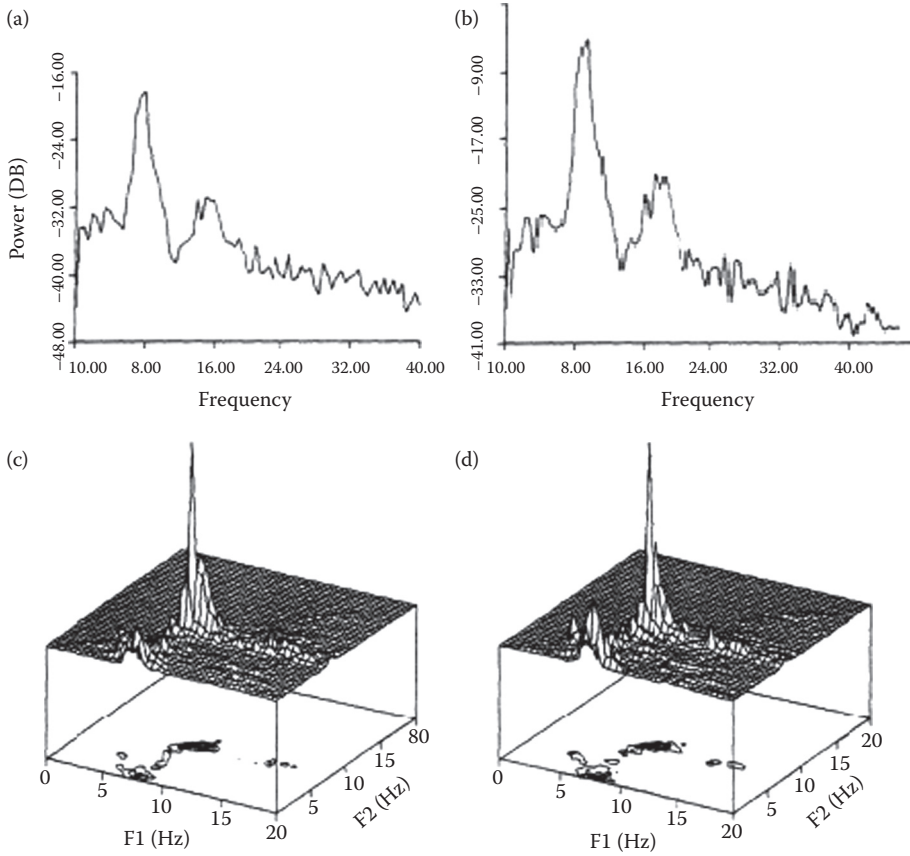 (a)
Power (DB)
−16.00
−24.00
−32.00
−40.00
−48.00
−10.00 8.00 16.00 24.00 32.00 40.00
Frequency
(b)
−9.00
−17.00
−25.00
−33.00
−41.00
−10.00 8.00 16.00 24.00 32.00 40.00
Frequency
(c)
0 5 10 15 20
F1 (Hz)
5 10 15 80
F2 (Hz)
(d)
0 5 10 15 20
F1 (Hz)
5 10 15 20
F2 (Hz)